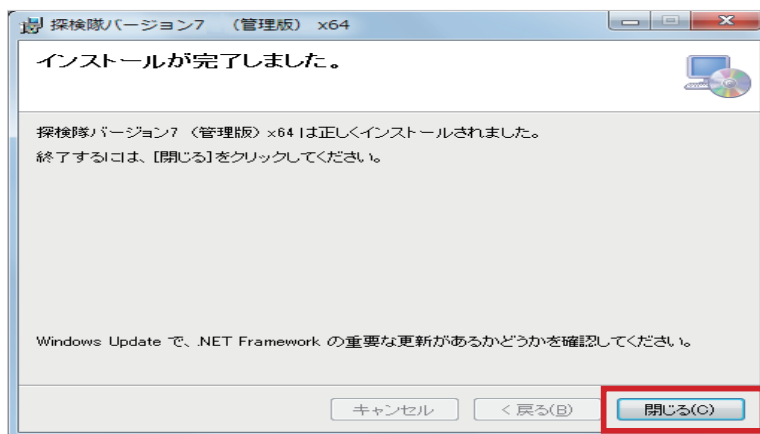 探検隊バージョン7 （管理版） x64
インストールが完了しました。
探検隊バージョン7 （管理版） x64 は正しくインストールされました。
終了するには、[閉じる]をクリックしてください。
Windows Update で、.NET Framework の重要な更新があるかどうかを確認してください。
キャンセル < 戻る(B) 閉じる(C)